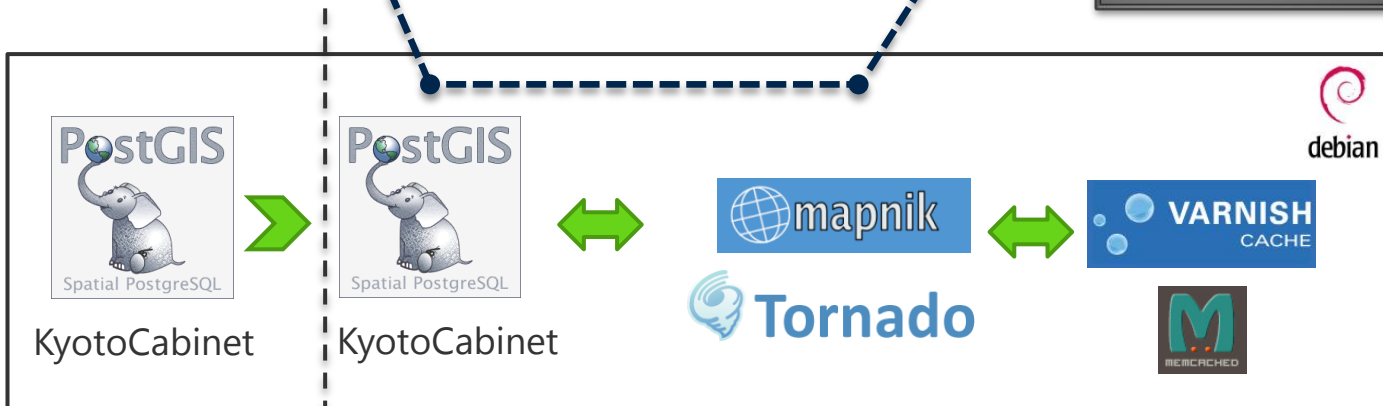 debian
PostGIS
Spatial PostgreSQL
KyotoCabinet
PostGIS
Spatial PostgreSQL
KyotoCabinet
mapnik
Tornado
VARNISH
CACHE
MEMCACHED